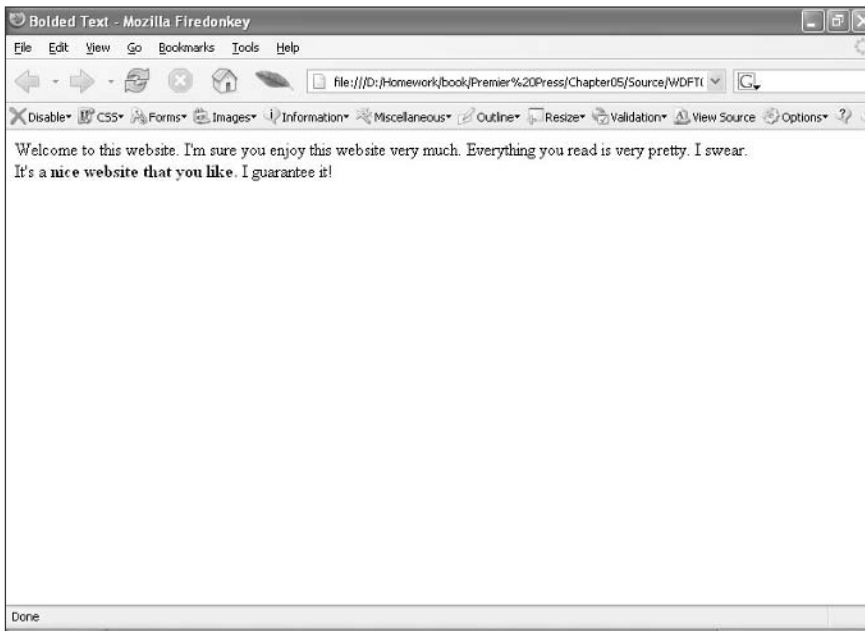 Bolded Text - Mozilla Firedonkey
File Edit View Go Bookmarks Tools Help
file:///D:/Homework/book/Premier%20Press/Chapter05/Source/WDFT( G
Disable CSS Forms Images Information Miscellaneous Outline Resize Validation View Source Options ?
Welcome to this website. I'm sure you enjoy this website very much. Everything you read is very pretty. I swear.
It's a nice website that you like. I guarantee it!
Done